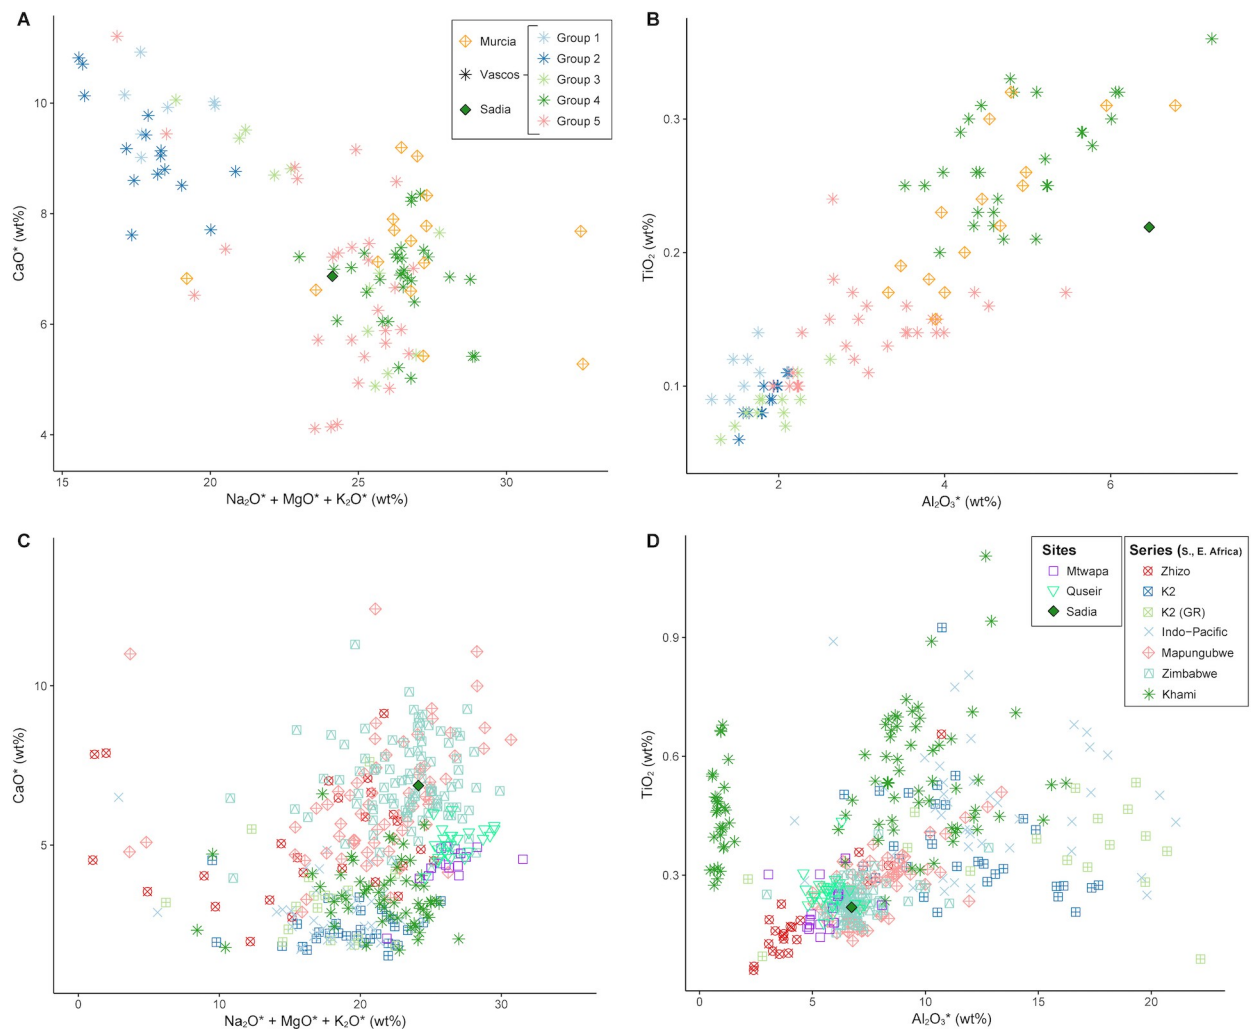 A
Murcia
Vascos
Sadia
Group 1
Group 2
Group 3
Group 4
Group 5
10
8
6
4
CaO* (wt%)
15 20 25 30
Na₂O* + MgO* + K₂O* (wt%)
B
0.3
0.2
0.1
TiO₂ (wt%)
2 4 6
Al₂O₃* (wt%)
C
10
5
CaO* (wt%)
0 10 20 30
Na₂O* + MgO* + K₂O* (wt%)
D
Sites
Mtwapa
Quseir
Sadia
Series (S., E. Africa)
Zhizo
K2
K2 (GR)
Indo−Pacific
Mapungubwe
Zimbabwe
Khami
0.9
0.6
0.3
TiO₂ (wt%)
0 5 10 15 20
Al₂O₃* (wt%)